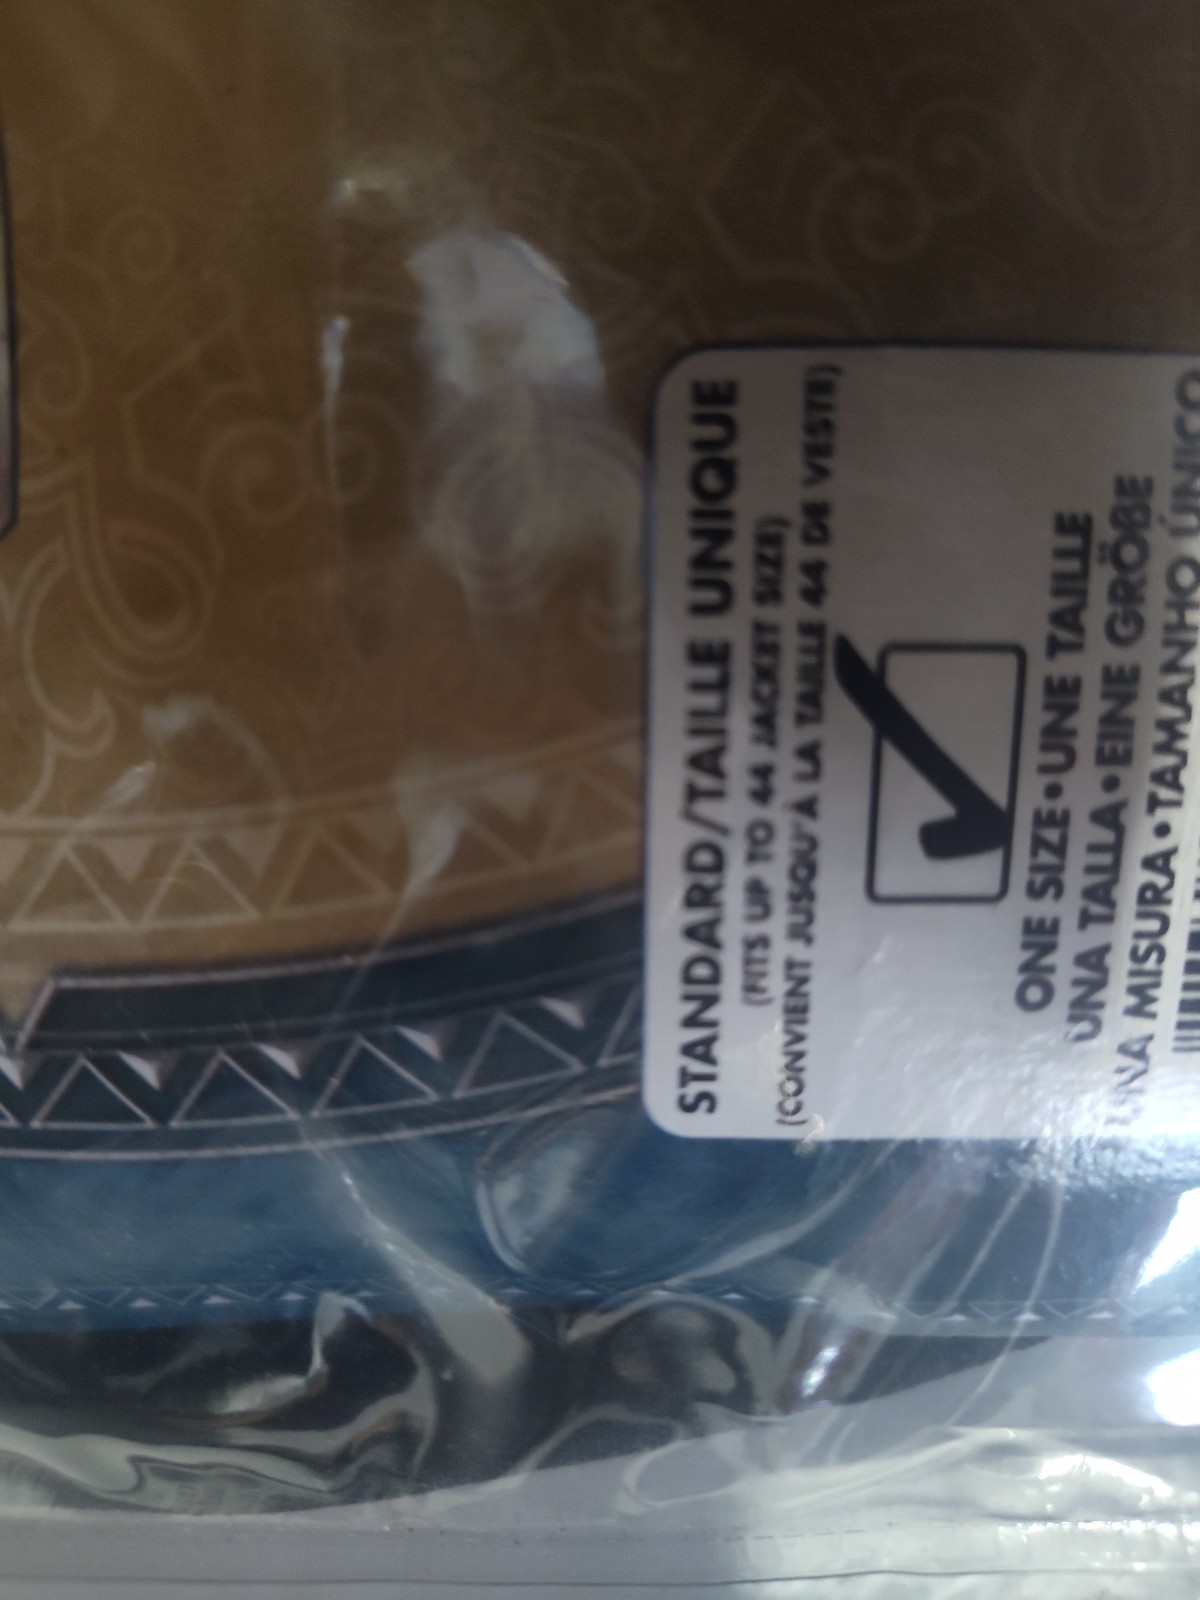 STANDARD/TAILLE UNIQUE
(FITS UP TO 44 JACKET SIZE)
(CONVIENT JUSQU'À LA TAILLE 44 DE VESTE)
ONE SIZE • UNE TAILLE
UNA TALLA • EINE GRÖBE
UNA MISURA • TAMANHO ÚNICO